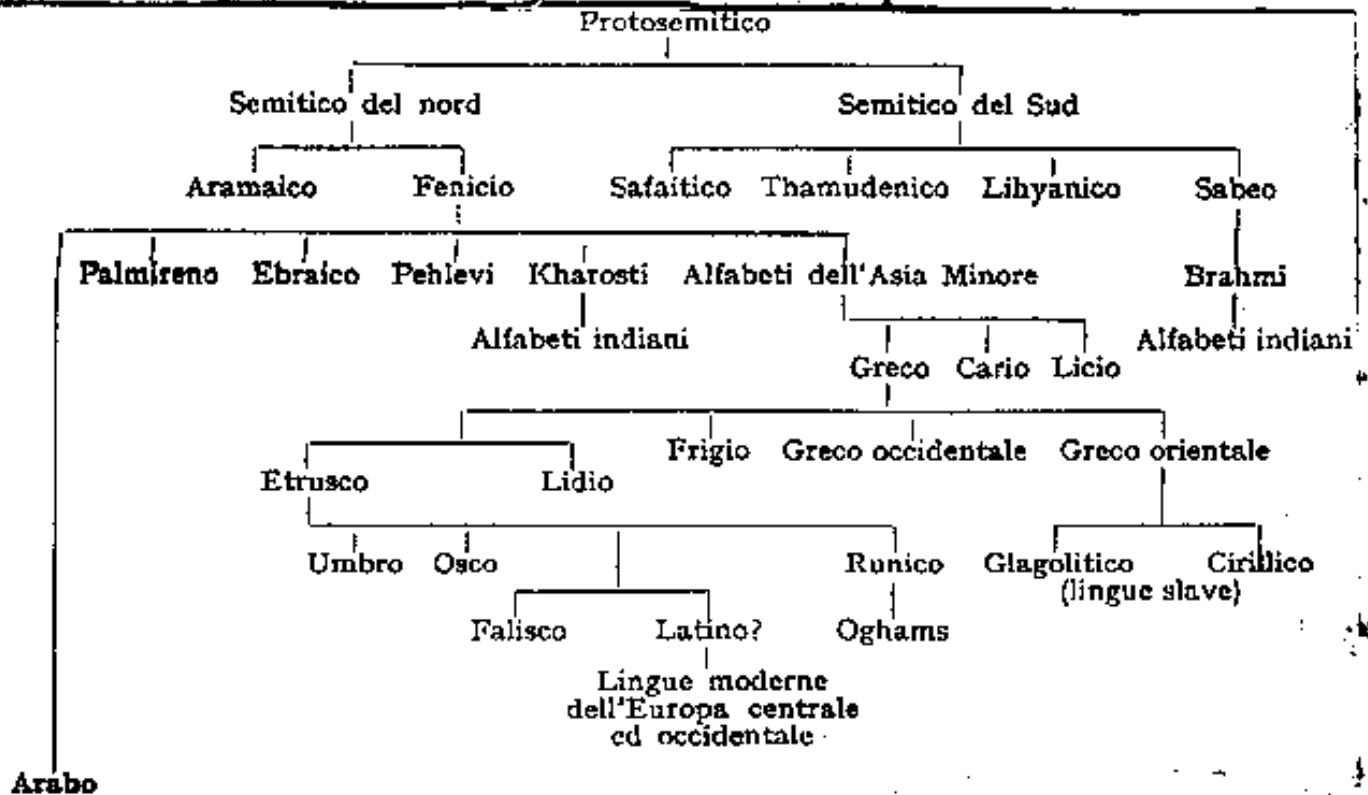 Protosemitico
Semitico del nord Semitico del Sud
Aramaico Fenicio Safaitico Thamudenico Lihyanico Sabeo
Palmireno Ebraico Pehlevi Kharosti Alfabeti dell'Asia Minore Brahmi
Alfabeti indiani Alfabeti indiani
Greco Cario Licio
Frigio Greco occidentale Greco orientale
Etrusco Lidio
Umbro Osco Runico Glagolitico Cirillico
(lingue slave)
Falisco Latino? Oghams
Lingue moderne
dell'Europa centrale
ed occidentale
Arabo